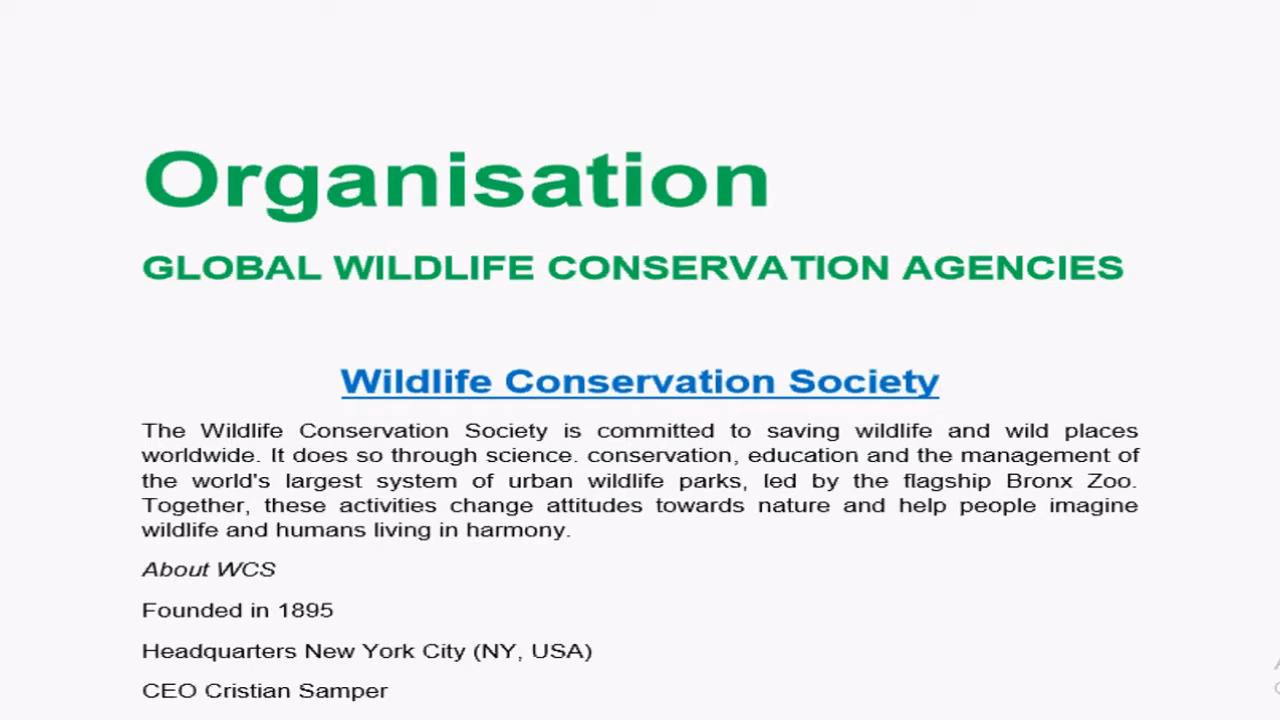 Organisation
GLOBAL WILDLIFE CONSERVATION AGENCIES
Wildlife Conservation Society
The Wildlife Conservation Society is committed to saving wildlife and wild places
worldwide. It does so through science. conservation, education and the management of
the world's largest system of urban wildlife parks, led by the flagship Bronx Zoo.
Together, these activities change attitudes towards nature and help people imagine
wildlife and humans living in harmony.
About WCS
Founded in 1895
Headquarters New York City (NY, USA)
CEO Cristian Samper